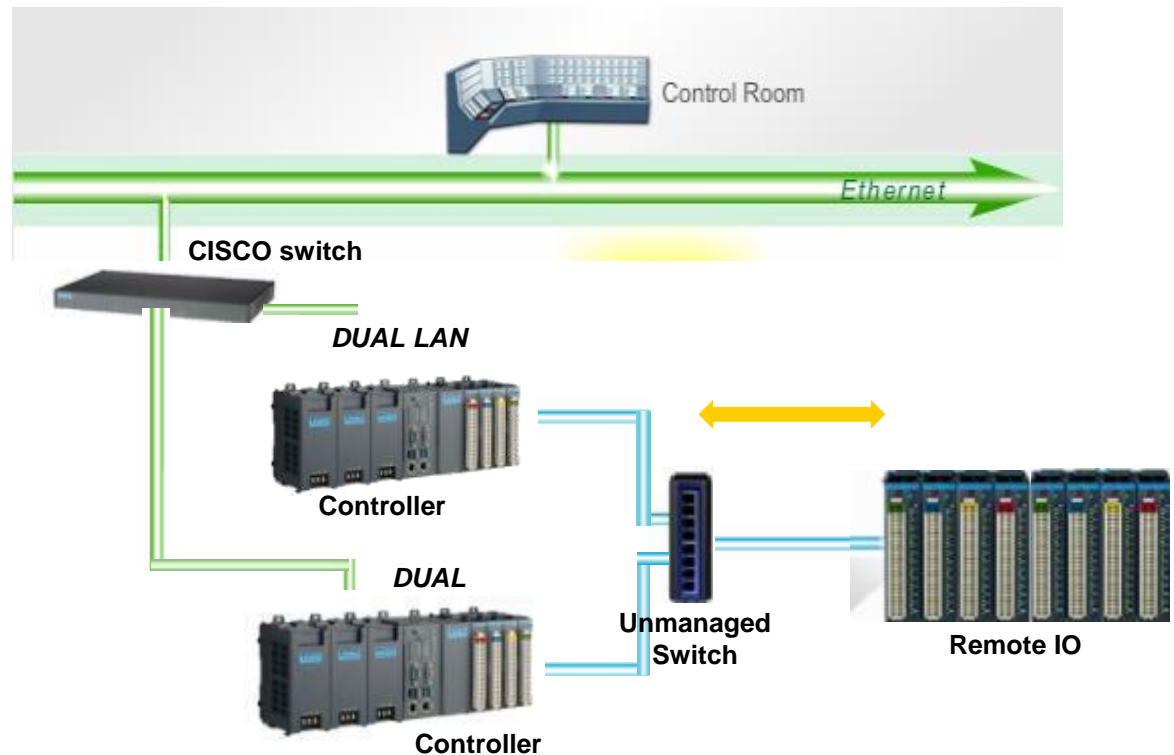 Control Room
Ethernet
CISCO switch
DUAL LAN
Controller
DUAL
Unmanaged
Switch
Remote IO
Controller